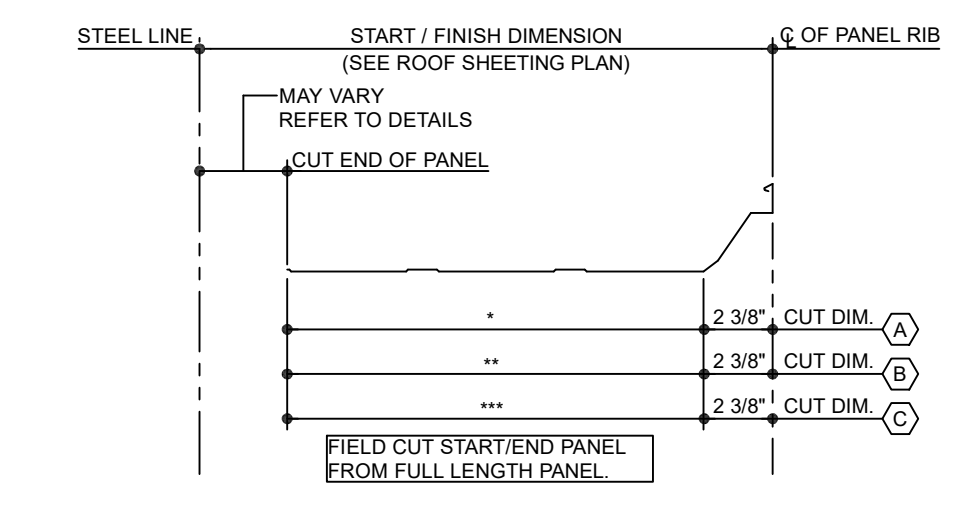 STEEL LINE
START / FINISH DIMENSION
℄ OF PANEL RIB
(SEE ROOF SHEETING PLAN)
MAY VARY
REFER TO DETAILS
CUT END OF PANEL
* 2 3/8" CUT DIM. A
** 2 3/8" CUT DIM. B
*** 2 3/8" CUT DIM. C
FIELD CUT START/END PANEL
FROM FULL LENGTH PANEL.